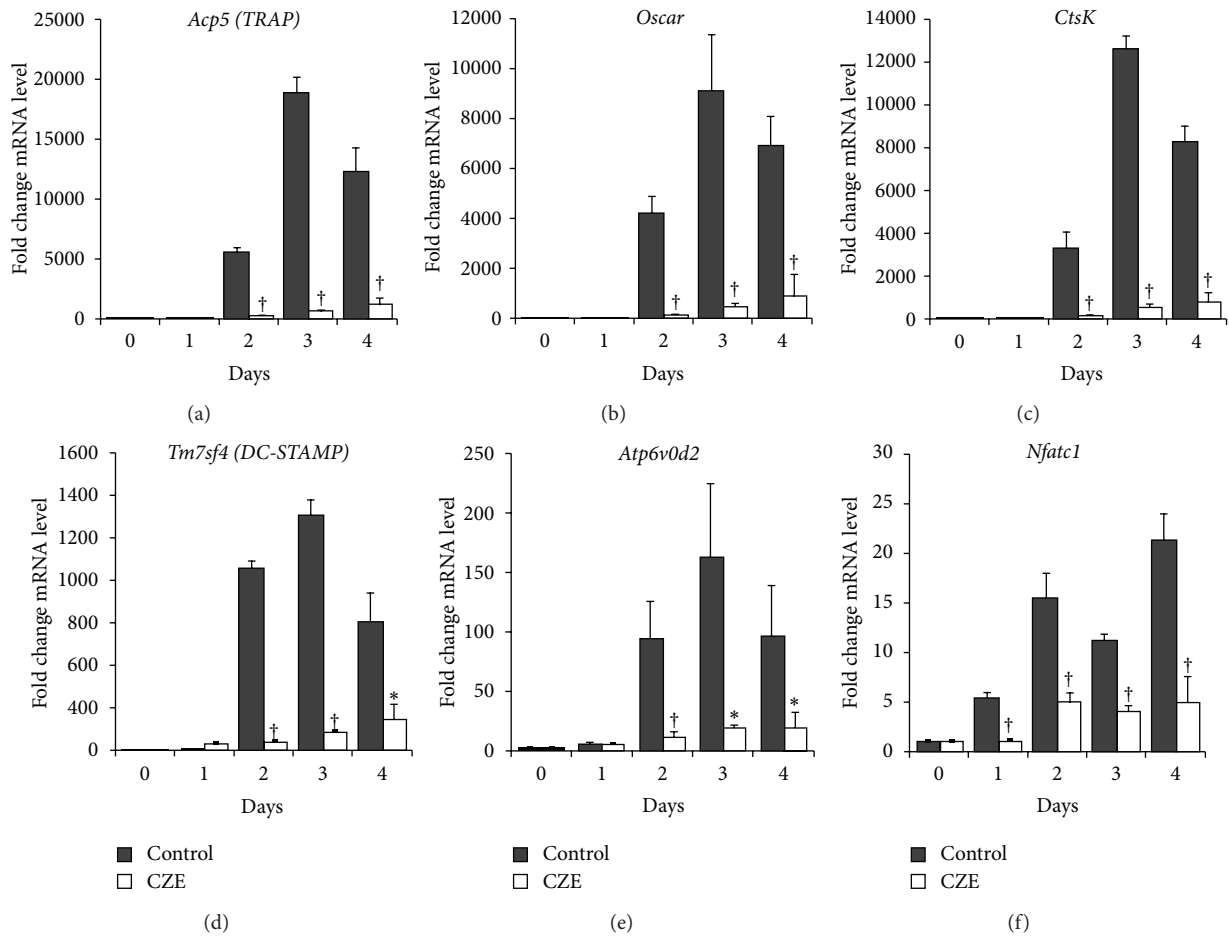 Acp5 (TRAP)
Fold change mRNA level
25000
20000
15000
10000
5000
0
0 1 2 3 4
† † †
Days
(a)
Oscar
Fold change mRNA level
12000
10000
8000
6000
4000
2000
0
0 1 2 3 4
† † †
Days
(b)
CtsK
Fold change mRNA level
14000
12000
10000
8000
6000
4000
2000
0
0 1 2 3 4
† † †
Days
(c)
Tm7sf4 (DC-STAMP)
Fold change mRNA level
1600
1400
800
600
400
0
0 1 2 3 4
† † *
Days
Control
CZE
(d)
Atp6v0d2
Fold change mRNA level
250
200
150
100
50
0
0 1 2 3 4
† * *
Days
Control
CZE
(e)
Nfatc1
Fold change mRNA level
30
25
20
15
10
5
0
0 1 2 3 4
† † † †
Days
Control
CZE
(f)